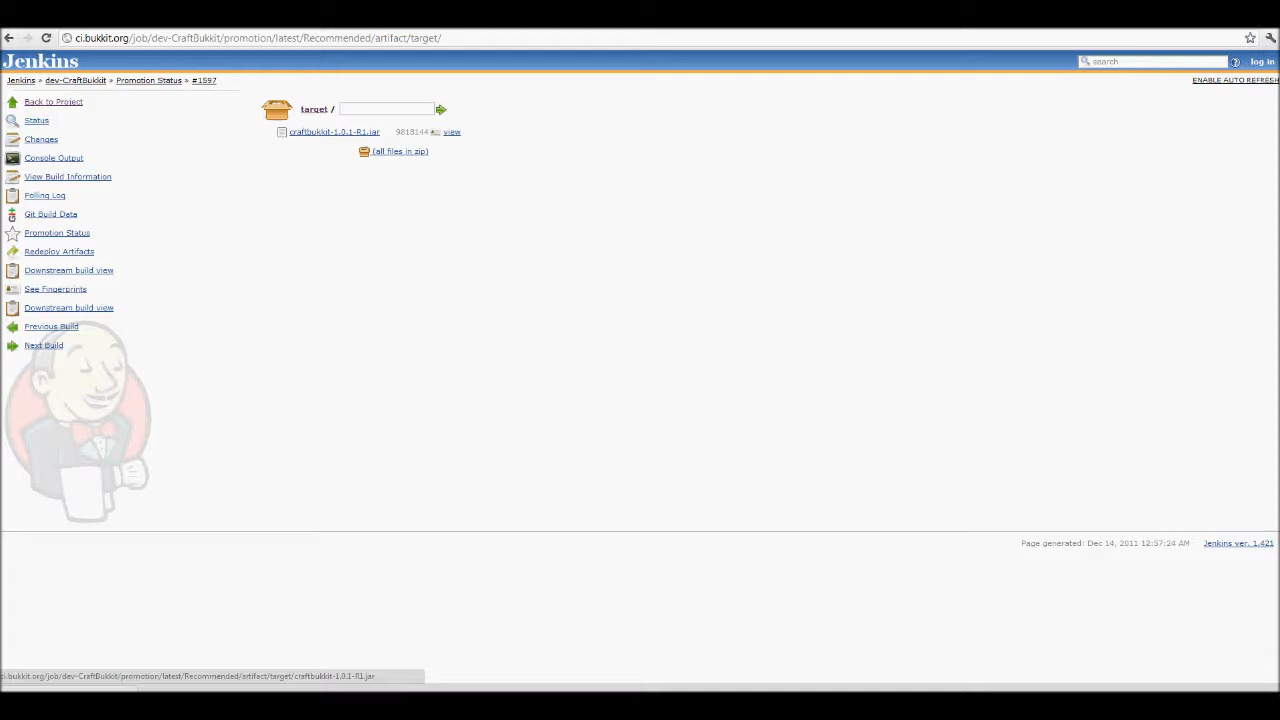 ci.bukkit.org/job/dev-CraftBukkit/promotion/latest/Recommended/artifact/target/
Jenkins
search
log in
Jenkins » dev-CraftBukkit » Promotion Status » #1597
ENABLE AUTO REFRESH
Back to Project
Status
Changes
Console Output
View Build Information
Polling Log
Git Build Data
Promotion Status
Redeploy Artifacts
Downstream build view
See Fingerprints
Downstream build view
Previous Build
Next Build
target /
craftbukkit-1.0.1-R1.jar 9818144 view
(all files in zip)
Page generated: Dec 14, 2011 12:57:24 AM Jenkins ver. 1.421
ci.bukkit.org/job/dev-CraftBukkit/promotion/latest/Recommended/artifact/target/craftbukkit-1.0.1-R1.jar